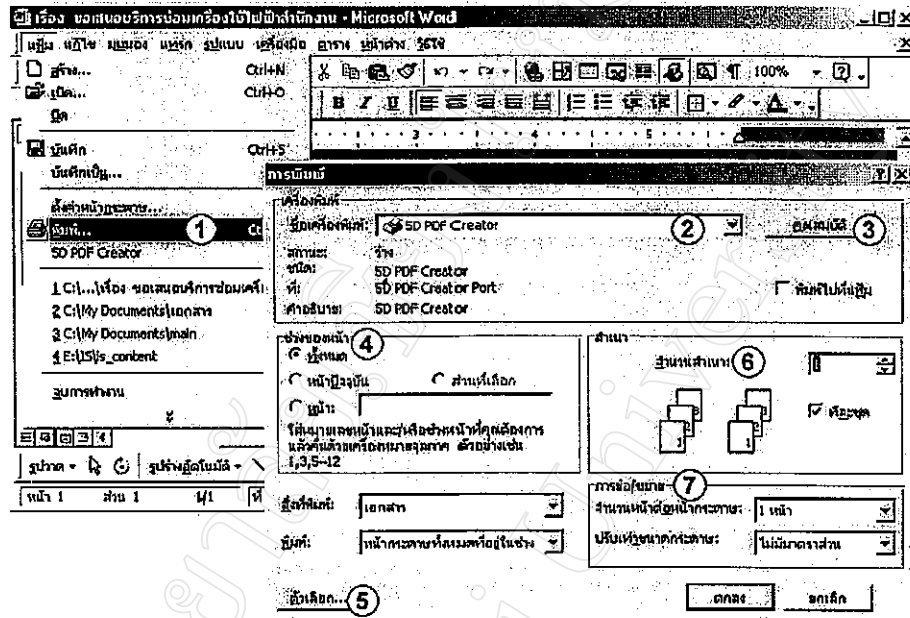 เรื่อง ขอเสนอบริการซ่อมเครื่องใช้ไฟฟ้าสำนักงาน - Microsoft Word
แฟ้ม แก้ไข มุมมอง แทรก รูปแบบ เครื่องมือ ตาราง หน้าต่าง วิธีใช้
สร้าง... Ctrl+N
เปิด... Ctrl+O
ปิด
บันทึก Ctrl+S
บันทึกเป็น...
ตั้งค่าหน้ากระดาษ...
พิมพ์... 1 Ct
5D PDF Creator
1 C:\...\เรื่อง ขอเสนอบริการซ่อมเครื่
2 C:\My Documents\เอกสาร
3 C:\My Documents\main
4 E:\IS\s_content
จบการทำงาน
รูปวาด รูปร่างอัตโนมัติ
หน้า 1 ส่วน 1 1/1 ที่
100%
B I U
3 4 5
การพิมพ์
เครื่องพิมพ์
ชื่อเครื่องพิมพ์: 5D PDF Creator 2 คุณสมบัติ 3
สถานะ: ว่าง
ชนิด: 5D PDF Creator
ที่: 5D PDF Creator Port
คำอธิบาย: 5D PDF Creator
พิมพ์ไปที่แฟ้ม
ช่วงของหน้า 4
ทั้งหมด
หน้าปัจจุบัน ส่วนที่เลือก
หน้า:
ใส่หมายเลขหน้าและ/หรือช่วงหน้าที่คุณต้องการ
แล้วคั่นด้วยเครื่องหมายจุลภาค ตัวอย่างเช่น
1,3,5--12
สำเนา
จำนวนสำเนา: 6 1
ทีละชุด
สิ่งที่พิมพ์: เอกสาร
พิมพ์: หน้ากระดาษทั้งหมดที่อยู่ในช่วง
การย่อ/ขยาย 7
จำนวนหน้าต่อหน้ากระดาษ: 1 หน้า
ปรับเท่าขนาดกระดาษ: ไม่มีมาตราส่วน
ตัวเลือก... 5 ตกลง ยกเลิก